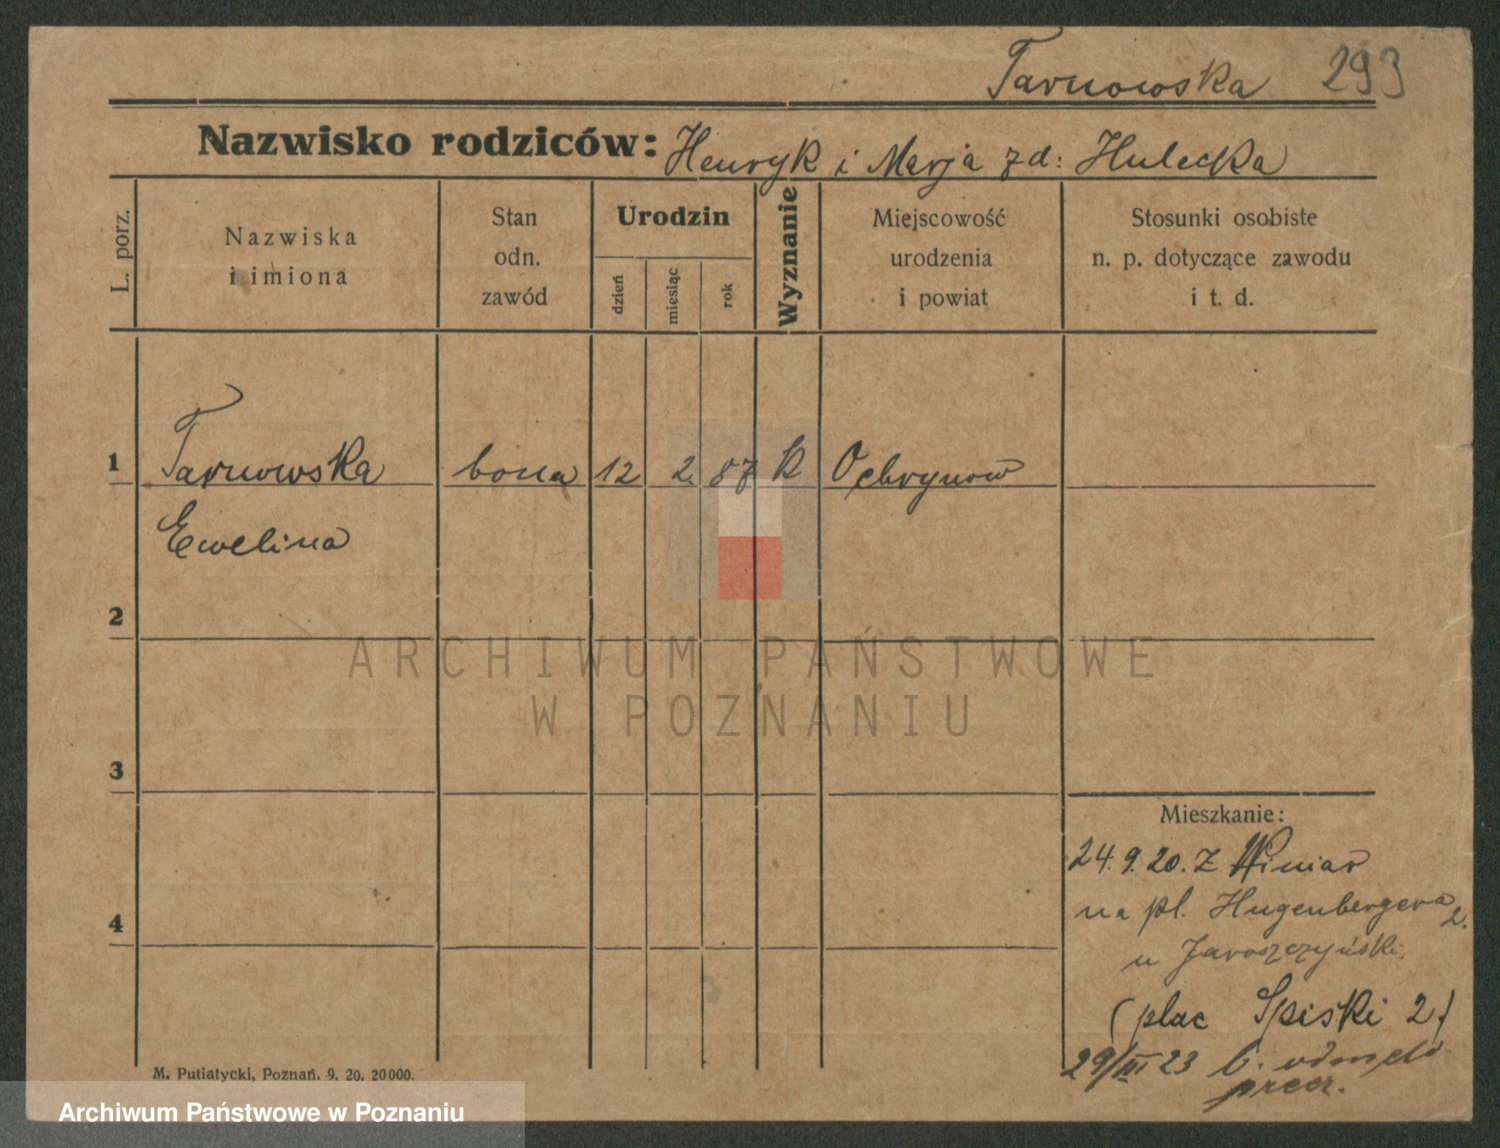 Tarnowska 293
Nazwisko rodziców: Henryk i Marja z d: Hulecka
L. porz.
Nazwiska
i imiona
Stan
odn.
zawód
Urodzin
dzień
miesiąc
rok
Wyznanie
Miejscowość
urodzenia
i powiat
Stosunki osobiste
n. p. dotyczące zawodu
i t. d.
1 Tarnowska bona 12 2. 87 k Ochrynow
Ewelina
2
ARCHIWUM PAŃSTWOWE
W POZNANIU
3
Mieszkanie:
24.9.20. z Winiar
4 na pl. Hugenbergera 2.
u Jaroszczyński.
(plac Spiski 2)
29/III 23
M. Putiatycki, Poznań. 9. 20. 20000.
Archiwum Państwowe w Poznaniu